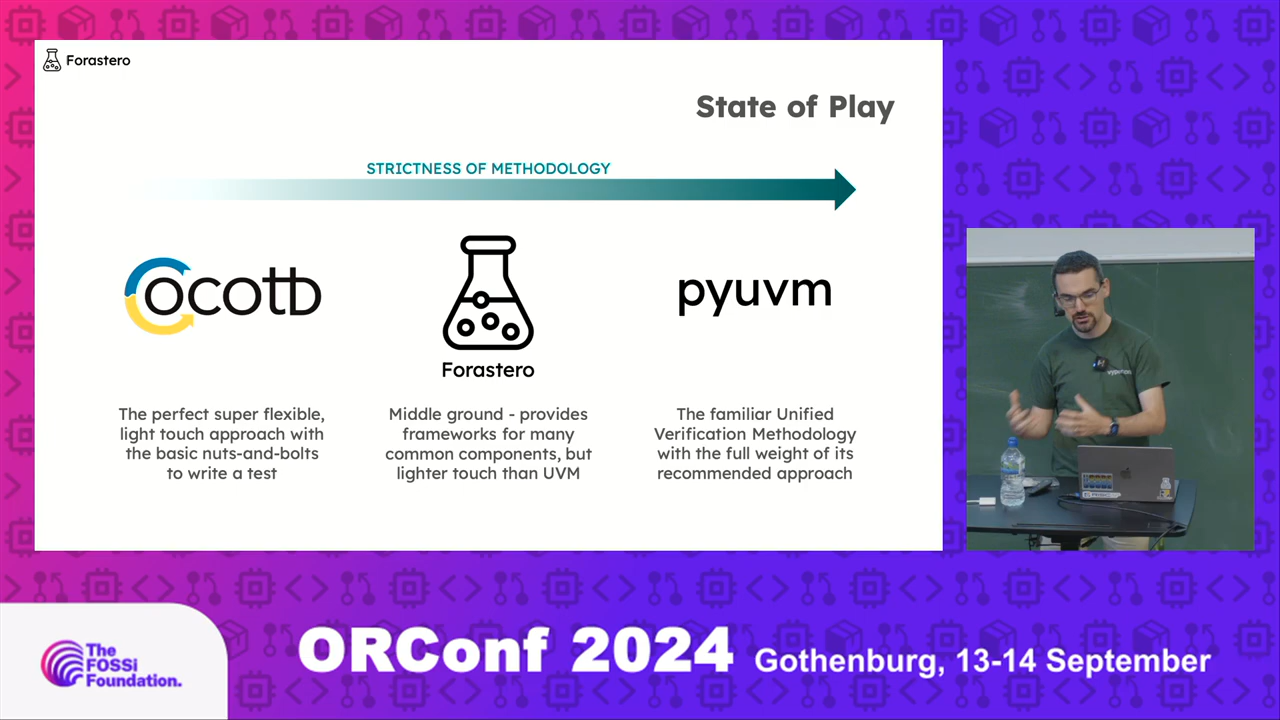 Forastero
State of Play
STRICTNESS OF METHODOLOGY
cocotb
Forastero
pyuvm
The perfect super flexible,
light touch approach with
the basic nuts-and-bolts
to write a test
Middle ground - provides
frameworks for many
common components, but
lighter touch than UVM
The familiar Unified
Verification Methodology
with the full weight of its
recommended approach
The
FOSSi
Foundation.
ORConf 2024
Gothenburg, 13-14 September